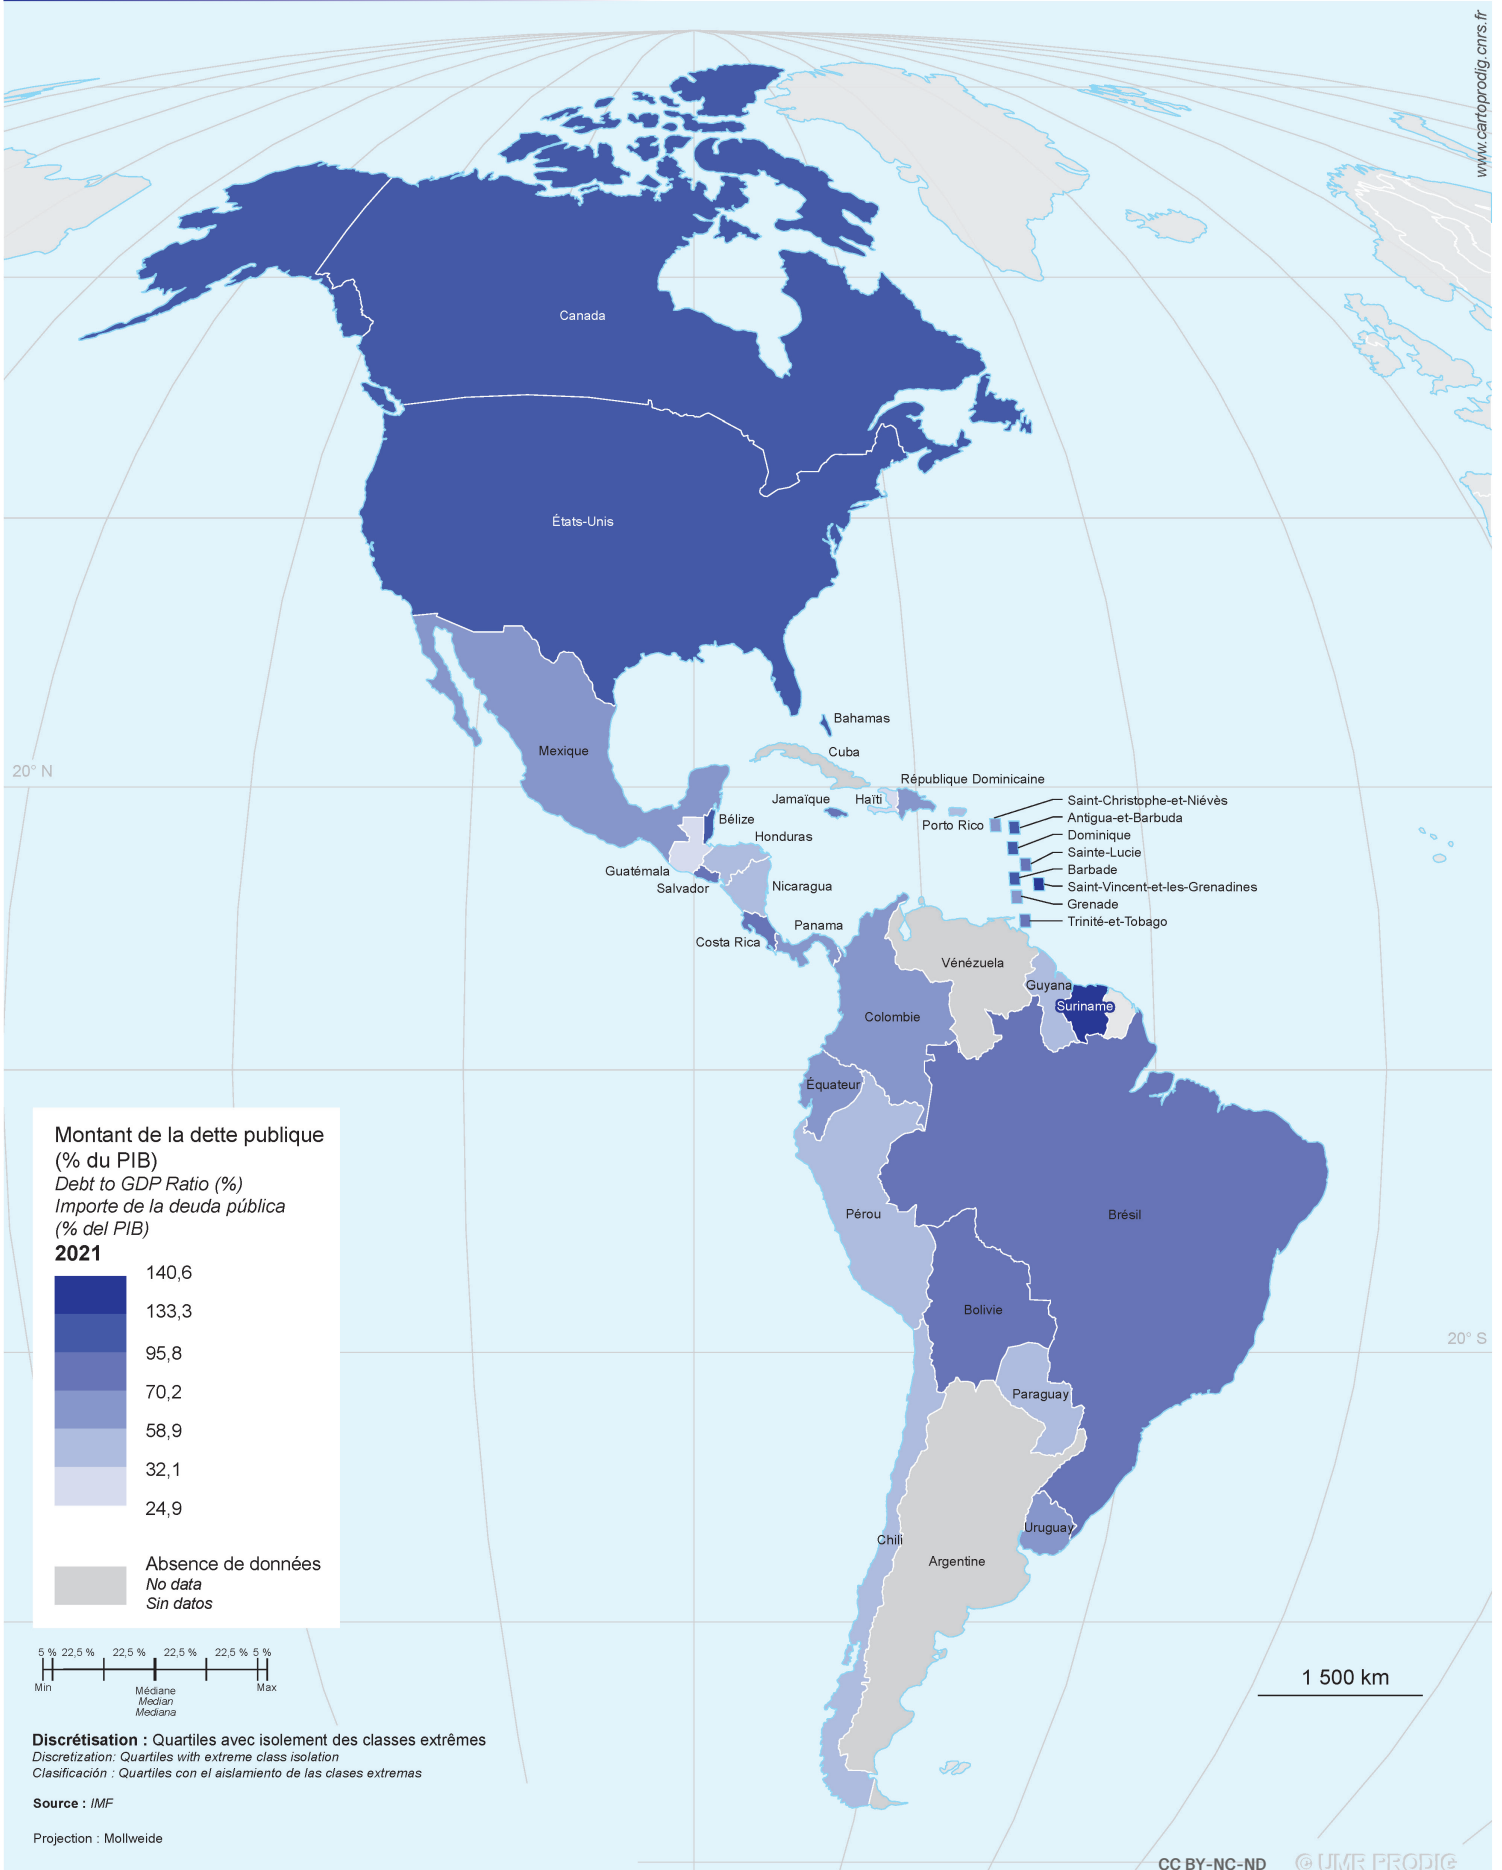 www.cartoprodig.cnrs.fr
Canada
États-Unis
Mexique
Bahamas
Cuba
20° N
République Dominicaine
Jamaïque
Haïti
Porto Rico
Saint-Christophe-et-Niévès
Antigua-et-Barbuda
Dominique
Sainte-Lucie
Barbade
Saint-Vincent-et-les-Grenadines
Grenade
Trinité-et-Tobago
Bélize
Honduras
Guatémala
Salvador
Nicaragua
Panama
Costa Rica
Vénézuela
Guyana
Suriname
Colombie
Équateur
Pérou
Brésil
Bolivie
20° S
Paraguay
Uruguay
Chili
Argentine
Montant de la dette publique
(% du PIB)
Debt to GDP Ratio (%)
Importe de la deuda pública
(% del PIB)
2021
140,6
133,3
95,8
70,2
58,9
32,1
24,9
Absence de données
No data
Sin datos
5 % 22,5 % 22,5 % 22,5 % 22,5 % 5 %
Min Médiane Max
Median
Mediana
1 500 km
Discrétisation : Quartiles avec isolement des classes extrêmes
Discretization: Quartiles with extreme class isolation
Clasificación : Quartiles con el aislamiento de las clases extremas
Source : IMF
Projection : Mollweide
CC BY-NC-ND © UMR PRODIG